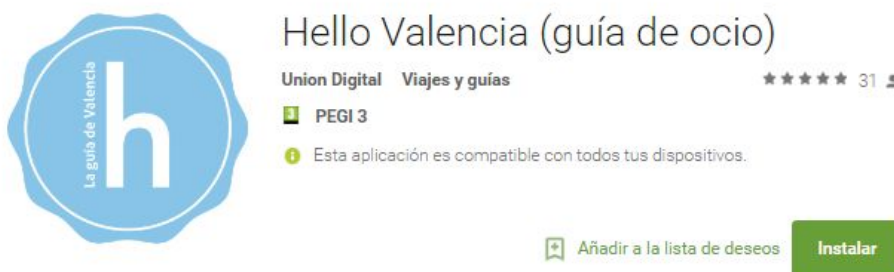 Hello Valencia (guía de ocio)
Union Digital Viajes y guías 31
3 PEGI 3
Esta aplicación es compatible con todos tus dispositivos.
La guía de Valencia
h
Añadir a la lista de deseos Instalar